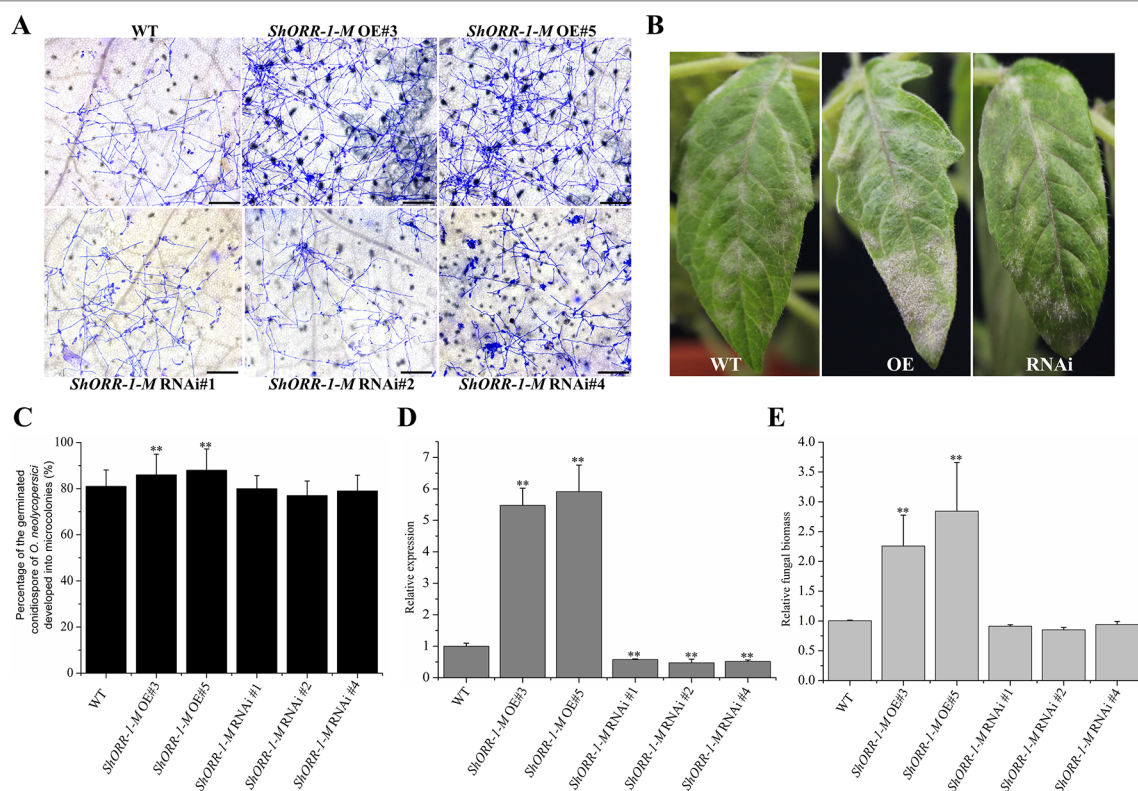 A
WT
ShORR-1-M OE#3
ShORR-1-M OE#5
ShORR-1-M RNAi#1
ShORR-1-M RNAi#2
ShORR-1-M RNAi#4
B
WT
OE
RNAi
C
Percentage of the germinated
conidiospore of O. neolycopersici
developed into microcolonies (%)
100
80
60
40
60
80
20
0
**
**
WT
ShORR-1-M OE#3
ShORR-1-M OE#5
ShORR-1-M RNAi #1
ShORR-1-M RNAi #2
ShORR-1-M RNAi #4
D
Relative expression
7
6
5
4
3
2
1
0
**
**
**
**
**
WT
ShORR-1-M OE#3
ShORR-1-M OE#5
ShORR-1-M RNAi #1
ShORR-1-M RNAi #2
ShORR-1-M RNAi #4
E
Relative fungal biomass
4.0
3.5
3.0
2.5
2.0
1.5
1.0
0.5
0.0
**
**
WT
ShORR-1-M OE#3
ShORR-1-M OE#5
ShORR-1-M RNAi #1
ShORR-1-M RNAi #2
ShORR-1-M RNAi #4